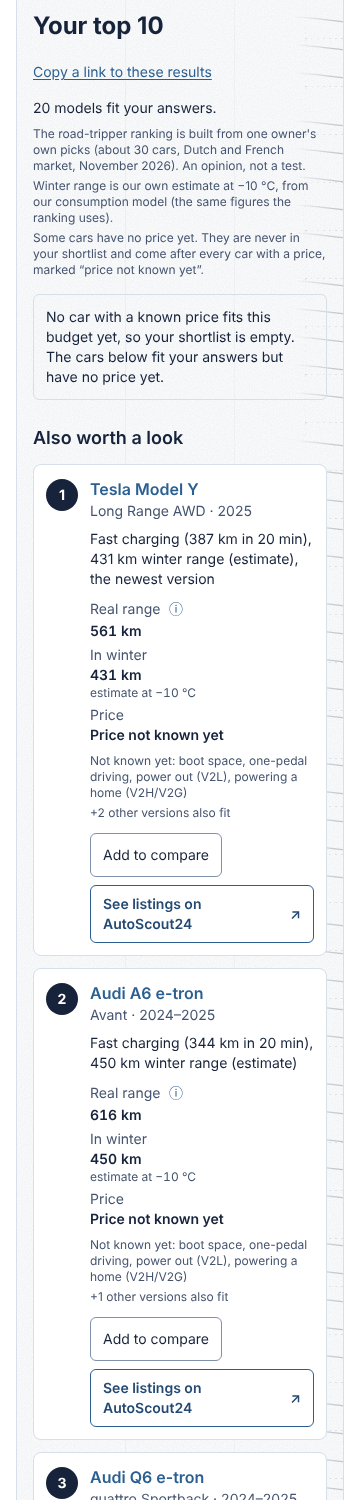 Your top 10
Copy a link to these results
20 models fit your answers.
The road-tripper ranking is built from one owner's
own picks (about 30 cars, Dutch and French
market, November 2026). An opinion, not a test.
Winter range is our own estimate at −10 °C, from
our consumption model (the same figures the
ranking uses).
Some cars have no price yet. They are never in
your shortlist and come after every car with a price,
marked “price not known yet”.
No car with a known price fits this
budget yet, so your shortlist is empty.
The cars below fit your answers but
have no price yet.
Also worth a look
1
Tesla Model Y
Long Range AWD · 2025
Fast charging (387 km in 20 min),
431 km winter range (estimate),
the newest version
Real range ⓘ
561 km
In winter
431 km
estimate at −10 °C
Price
Price not known yet
Not known yet: boot space, one-pedal
driving, power out (V2L), powering a
home (V2H/V2G)
+2 other versions also fit
Add to compare
See listings on
AutoScout24
2
Audi A6 e-tron
Avant · 2024–2025
Fast charging (344 km in 20 min),
450 km winter range (estimate)
Real range ⓘ
616 km
In winter
450 km
estimate at −10 °C
Price
Price not known yet
Not known yet: boot space, one-pedal
driving, power out (V2L), powering a
home (V2H/V2G)
+1 other versions also fit
Add to compare
See listings on
AutoScout24
3
Audi Q6 e-tron
quattro Sportback · 2024–2025